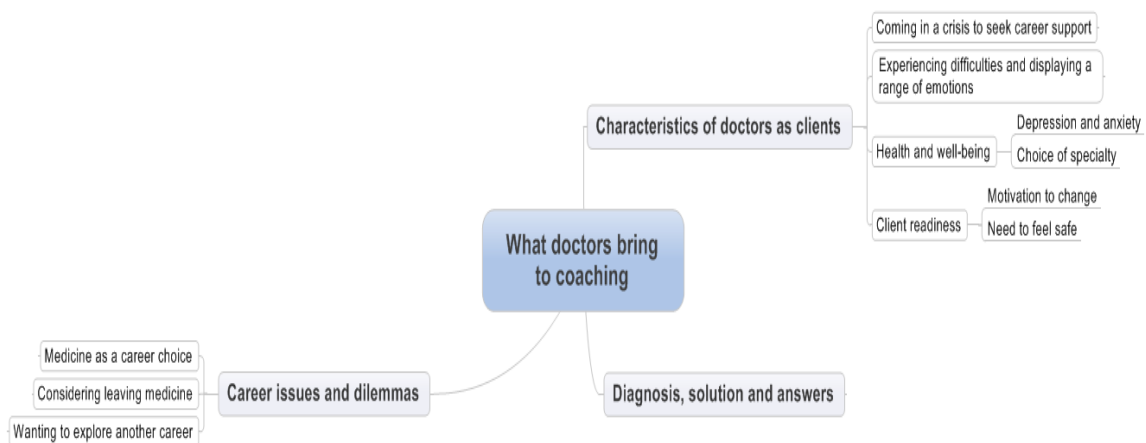 Coming in a crisis to seek career support
Experiencing difficulties and displaying a
range of emotions
Characteristics of doctors as clients
Depression and anxiety
Health and well-being
Choice of specialty
Motivation to change
Client readiness
Need to feel safe
What doctors bring
to coaching
Medicine as a career choice
Considering leaving medicine
Career issues and dilemmas
Wanting to explore another career
Diagnosis, solution and answers